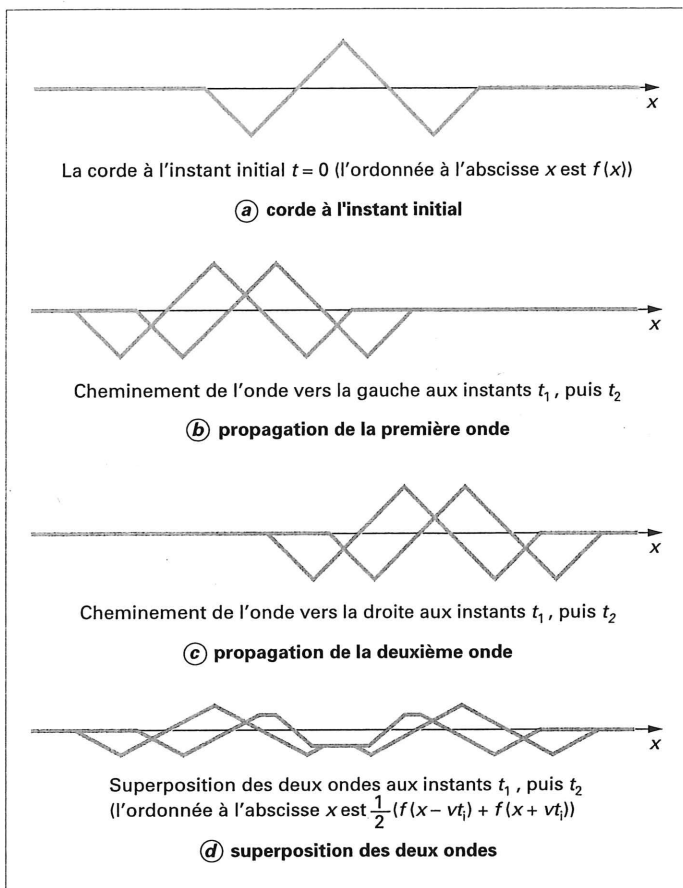 x
La corde à l'instant initial t = 0 (l'ordonnée à l'abscisse x est f(x))
ⓐ corde à l'instant initial
x
Cheminement de l'onde vers la gauche aux instants t₁, puis t₂
ⓑ propagation de la première onde
x
Cheminement de l'onde vers la droite aux instants t₁, puis t₂
ⓒ propagation de la deuxième onde
x
Superposition des deux ondes aux instants t₁, puis t₂
(l'ordonnée à l'abscisse x est 1/2 (f(x − vtᵢ) + f(x + vtᵢ))
ⓓ superposition des deux ondes